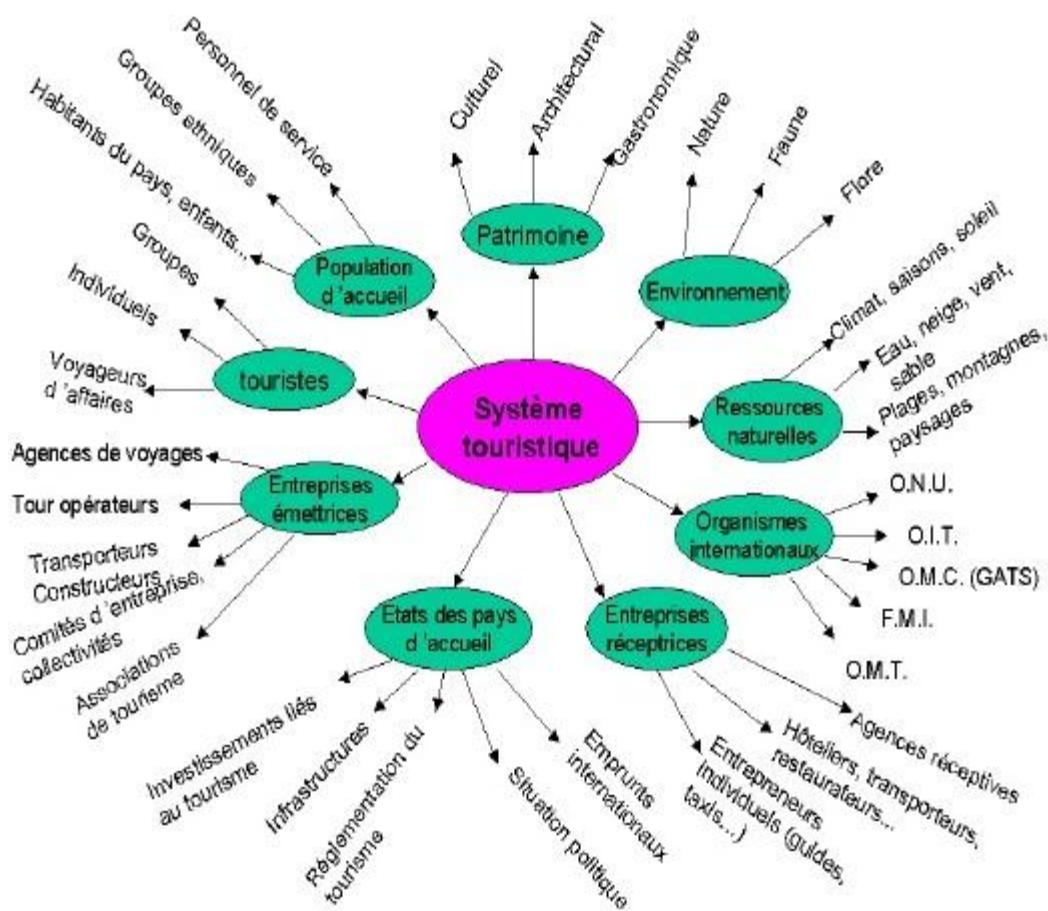 Système
touristique
Patrimoine
Culturel
Architectural
Gastronomique
Environnement
Nature
Faune
Flore
Ressources
naturelles
Climat, saisons, soleil
Eau, neige, vent,
sable
Plages, montagnes,
paysages
Organismes
internationaux
O.N.U.
O.I.T.
O.M.C. (GATS)
F.M.I.
O.M.T.
Entreprises
réceptrices
Agences réceptives
Hôteliers, transporteurs,
restaurateurs...
Entrepreneurs
Individuels (guides,
taxis...)
Etats des pays
d 'accueil
Emprunts
internationaux
Situation politique
Réglementation du
tourisme
Infrastructures
Investissements liés
au tourisme
Entreprises
émettrices
Agences de voyages
Tour opérateurs
Transporteurs
Constructeurs
Comités d 'entreprise,
collectivités
Associations
de tourisme
touristes
Voyageurs
d 'affaires
Individuels
Groupes
Population
d 'accueil
Habitants du pays, enfants...
Groupes ethniques
Personnel de service